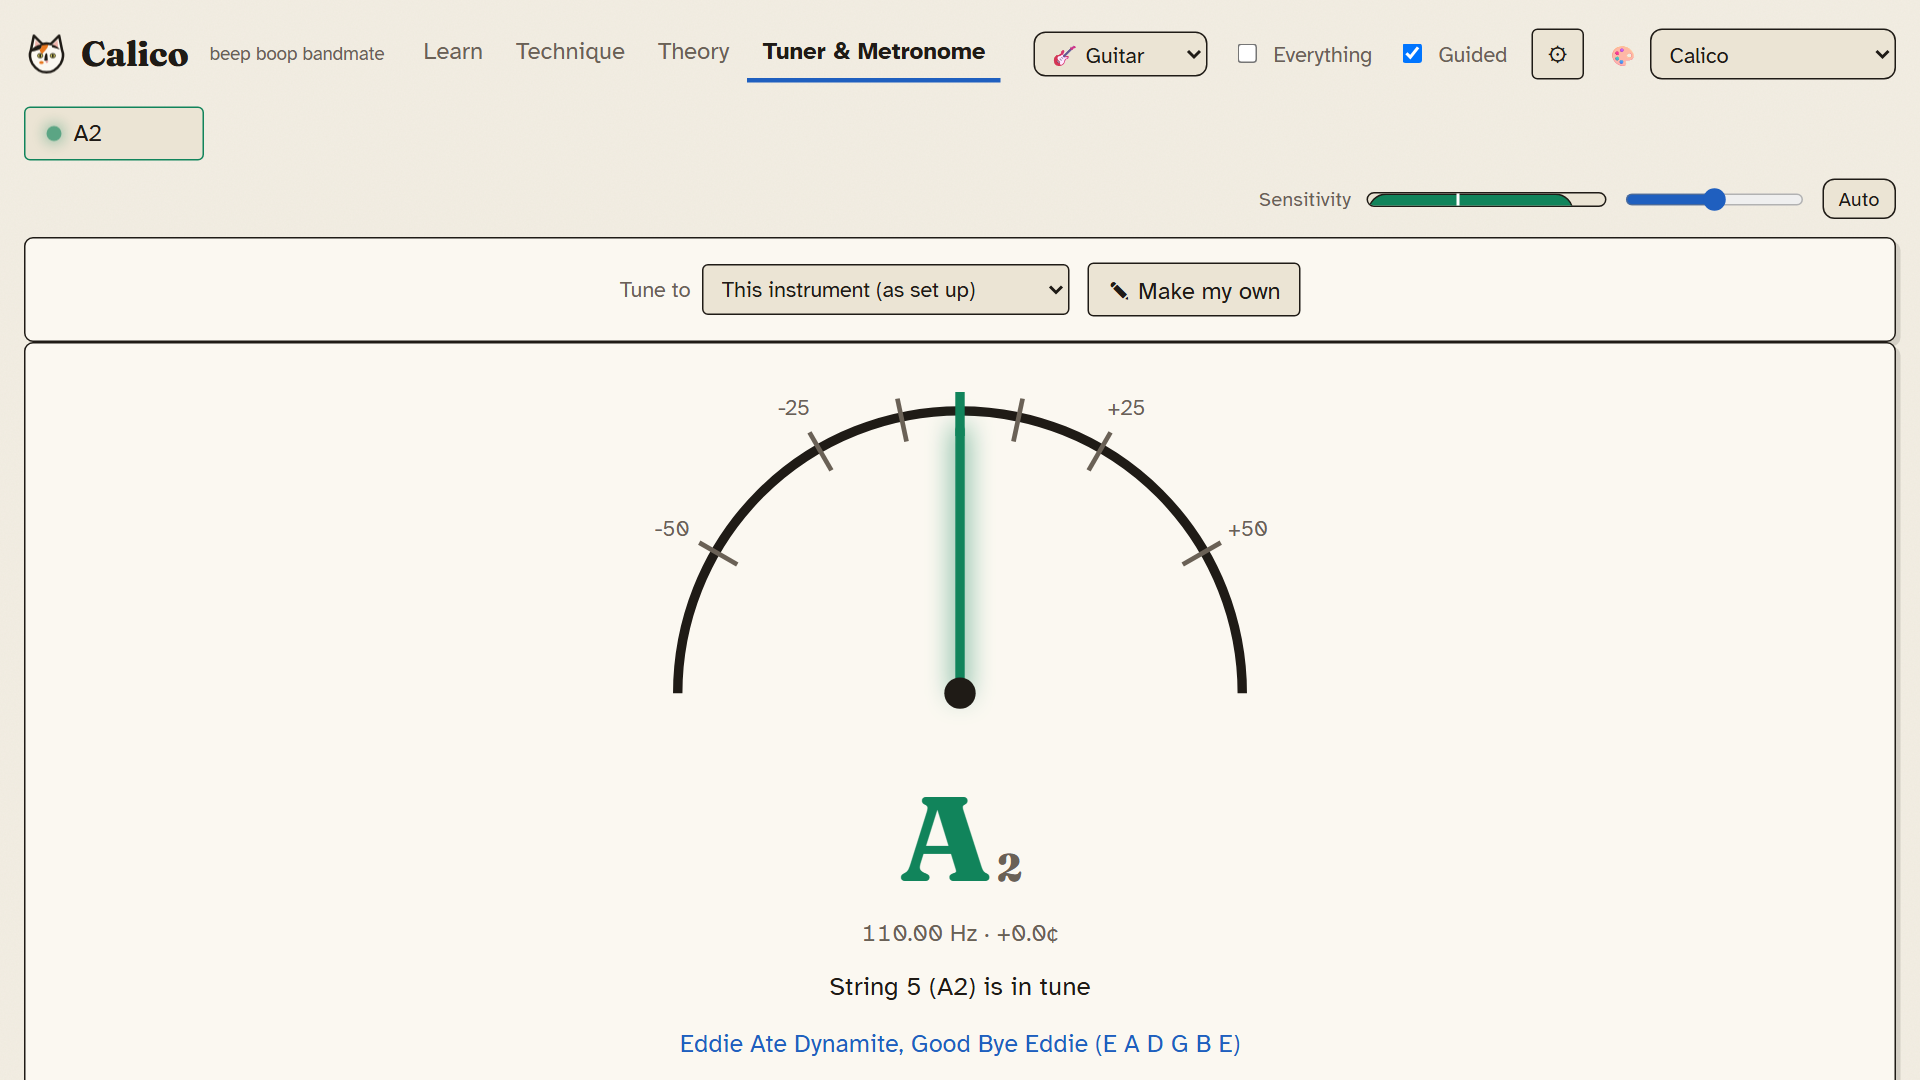 Calico beep boop bandmate Learn Technique Theory Tuner & Metronome Guitar Everything Guided Calico
A2
Sensitivity Auto
Tune to This instrument (as set up) Make my own
-25 +25
-50 +50
A2
110.00 Hz · +0.0¢
String 5 (A2) is in tune
Eddie Ate Dynamite, Good Bye Eddie (E A D G B E)